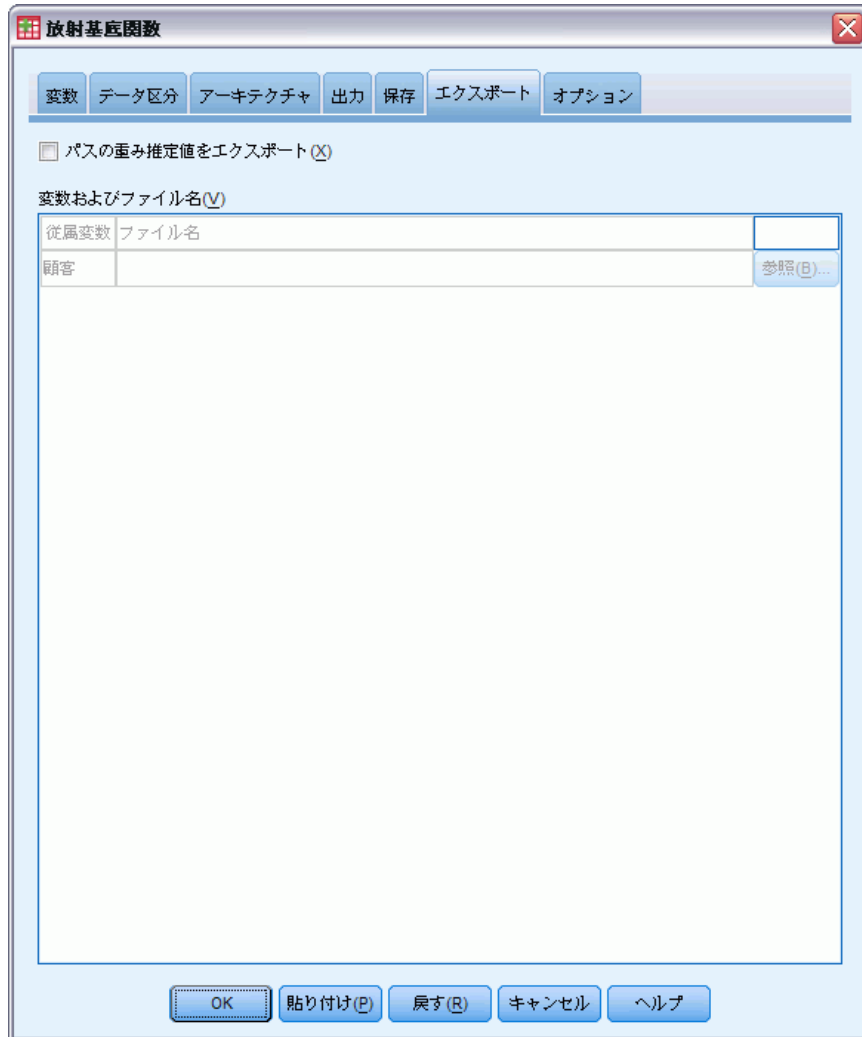 放射基底関数
変数 データ区分 アーキテクチャ 出力 保存 エクスポート オプション
パスの重み推定値をエクスポート(X)
変数およびファイル名(V)
従属変数 ファイル名
顧客 参照(B)...
OK 貼り付け(P) 戻す(R) キャンセル ヘルプ